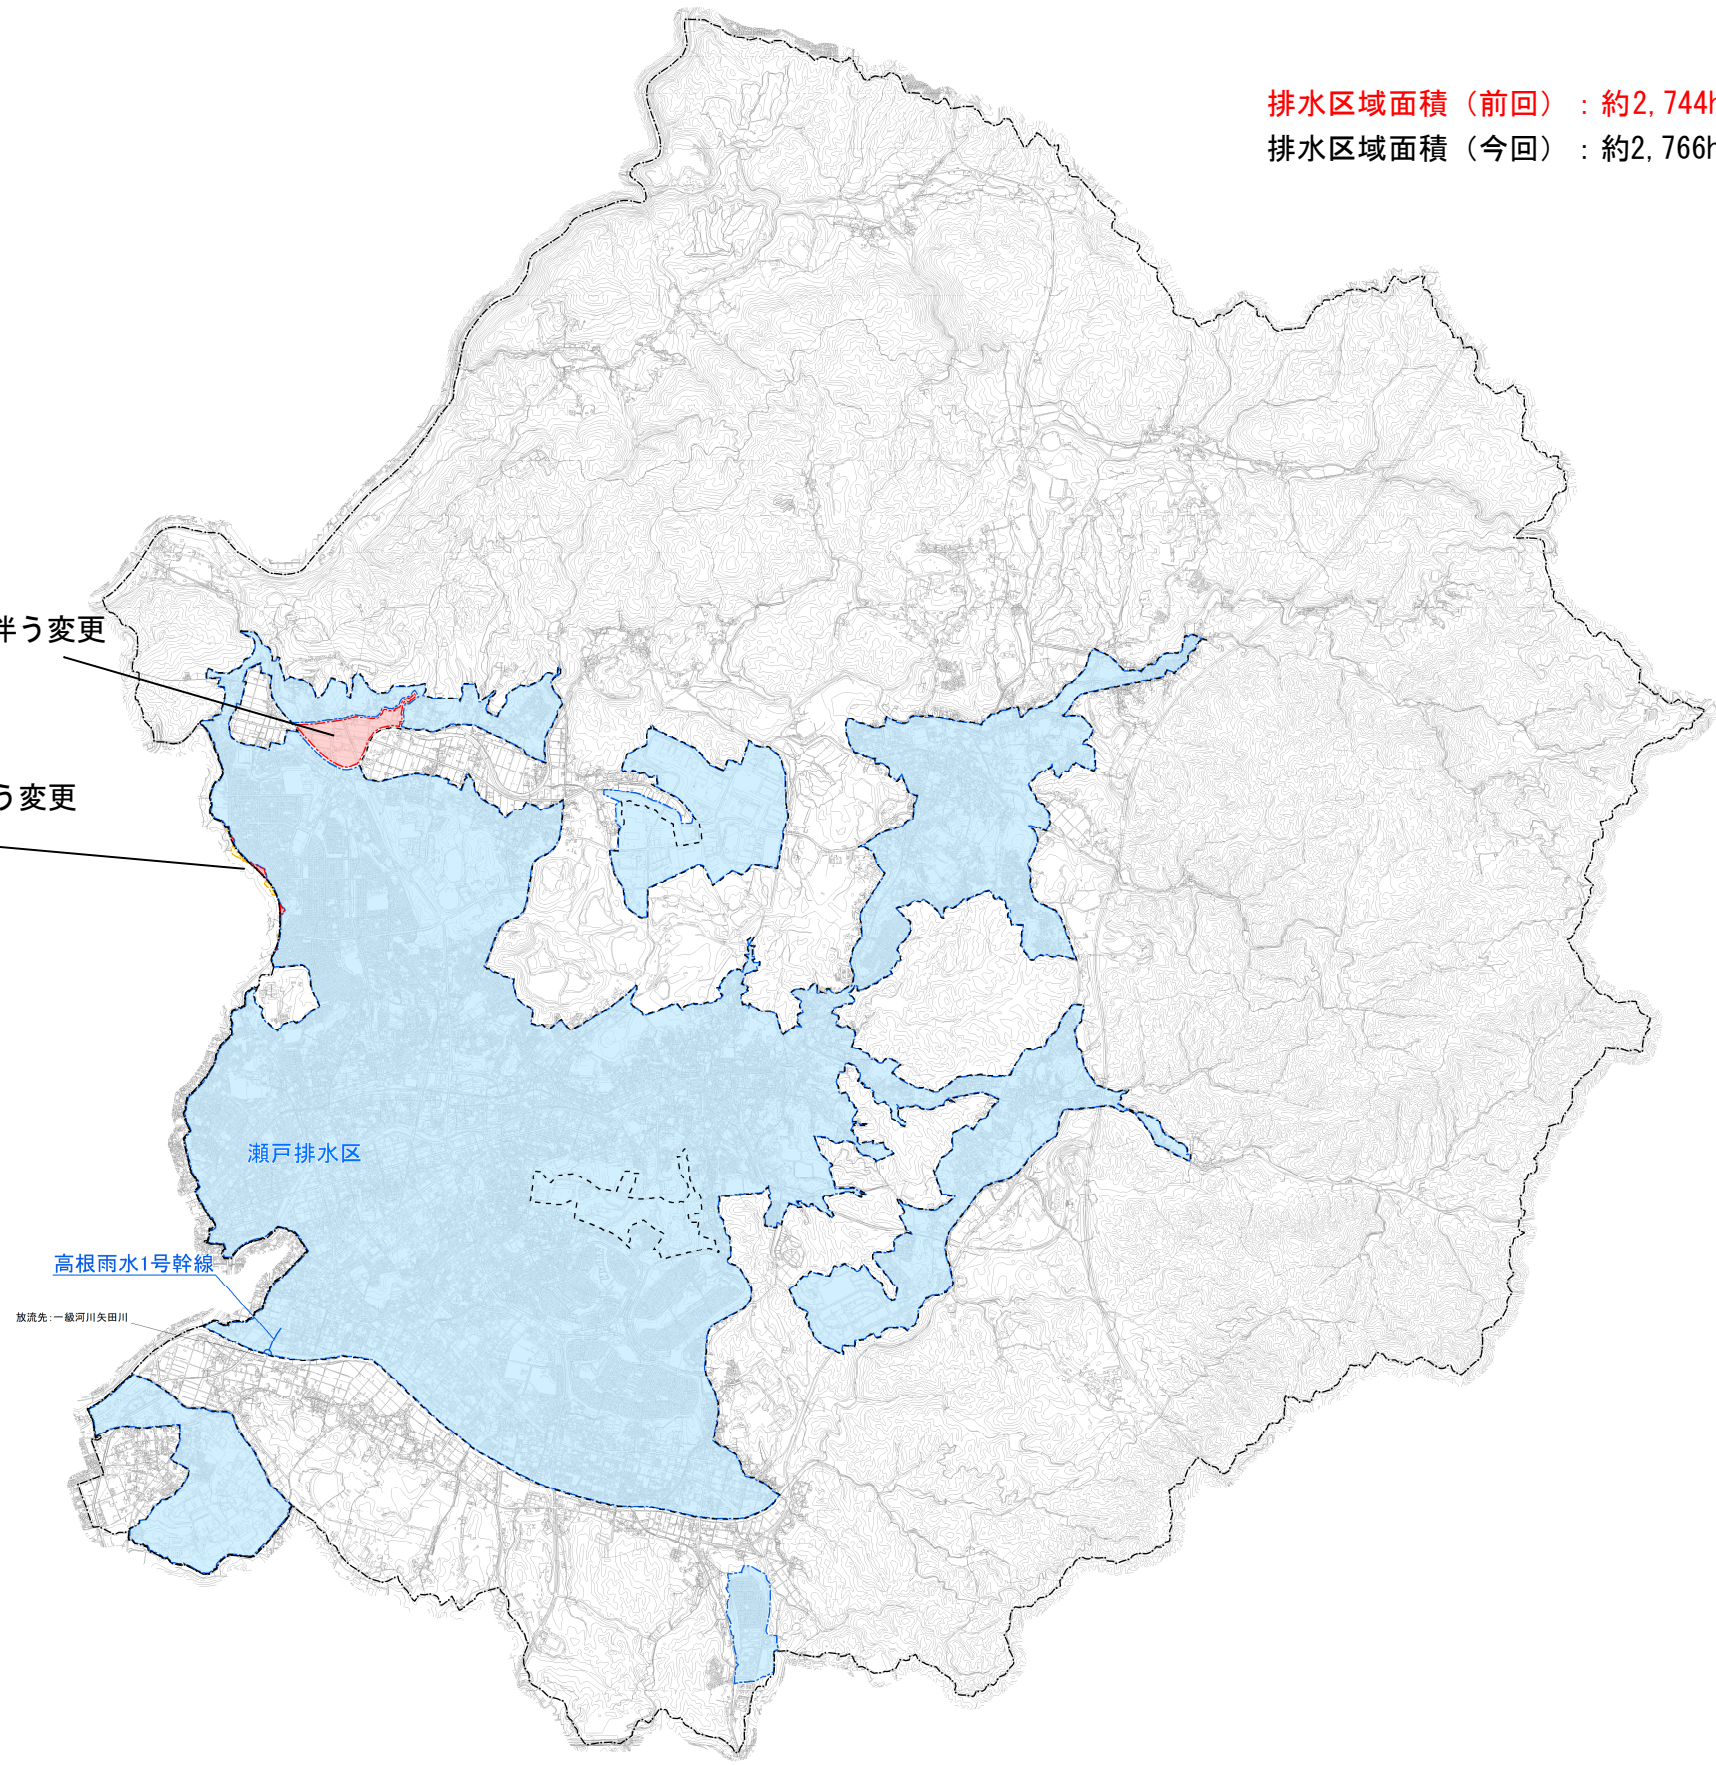 排水区域面積（前回）：約2,744h
排水区域面積（今回）：約2,766h
伴う変更
う変更
瀬戸排水区
高根雨水1号幹線
放流先：一級河川矢田川